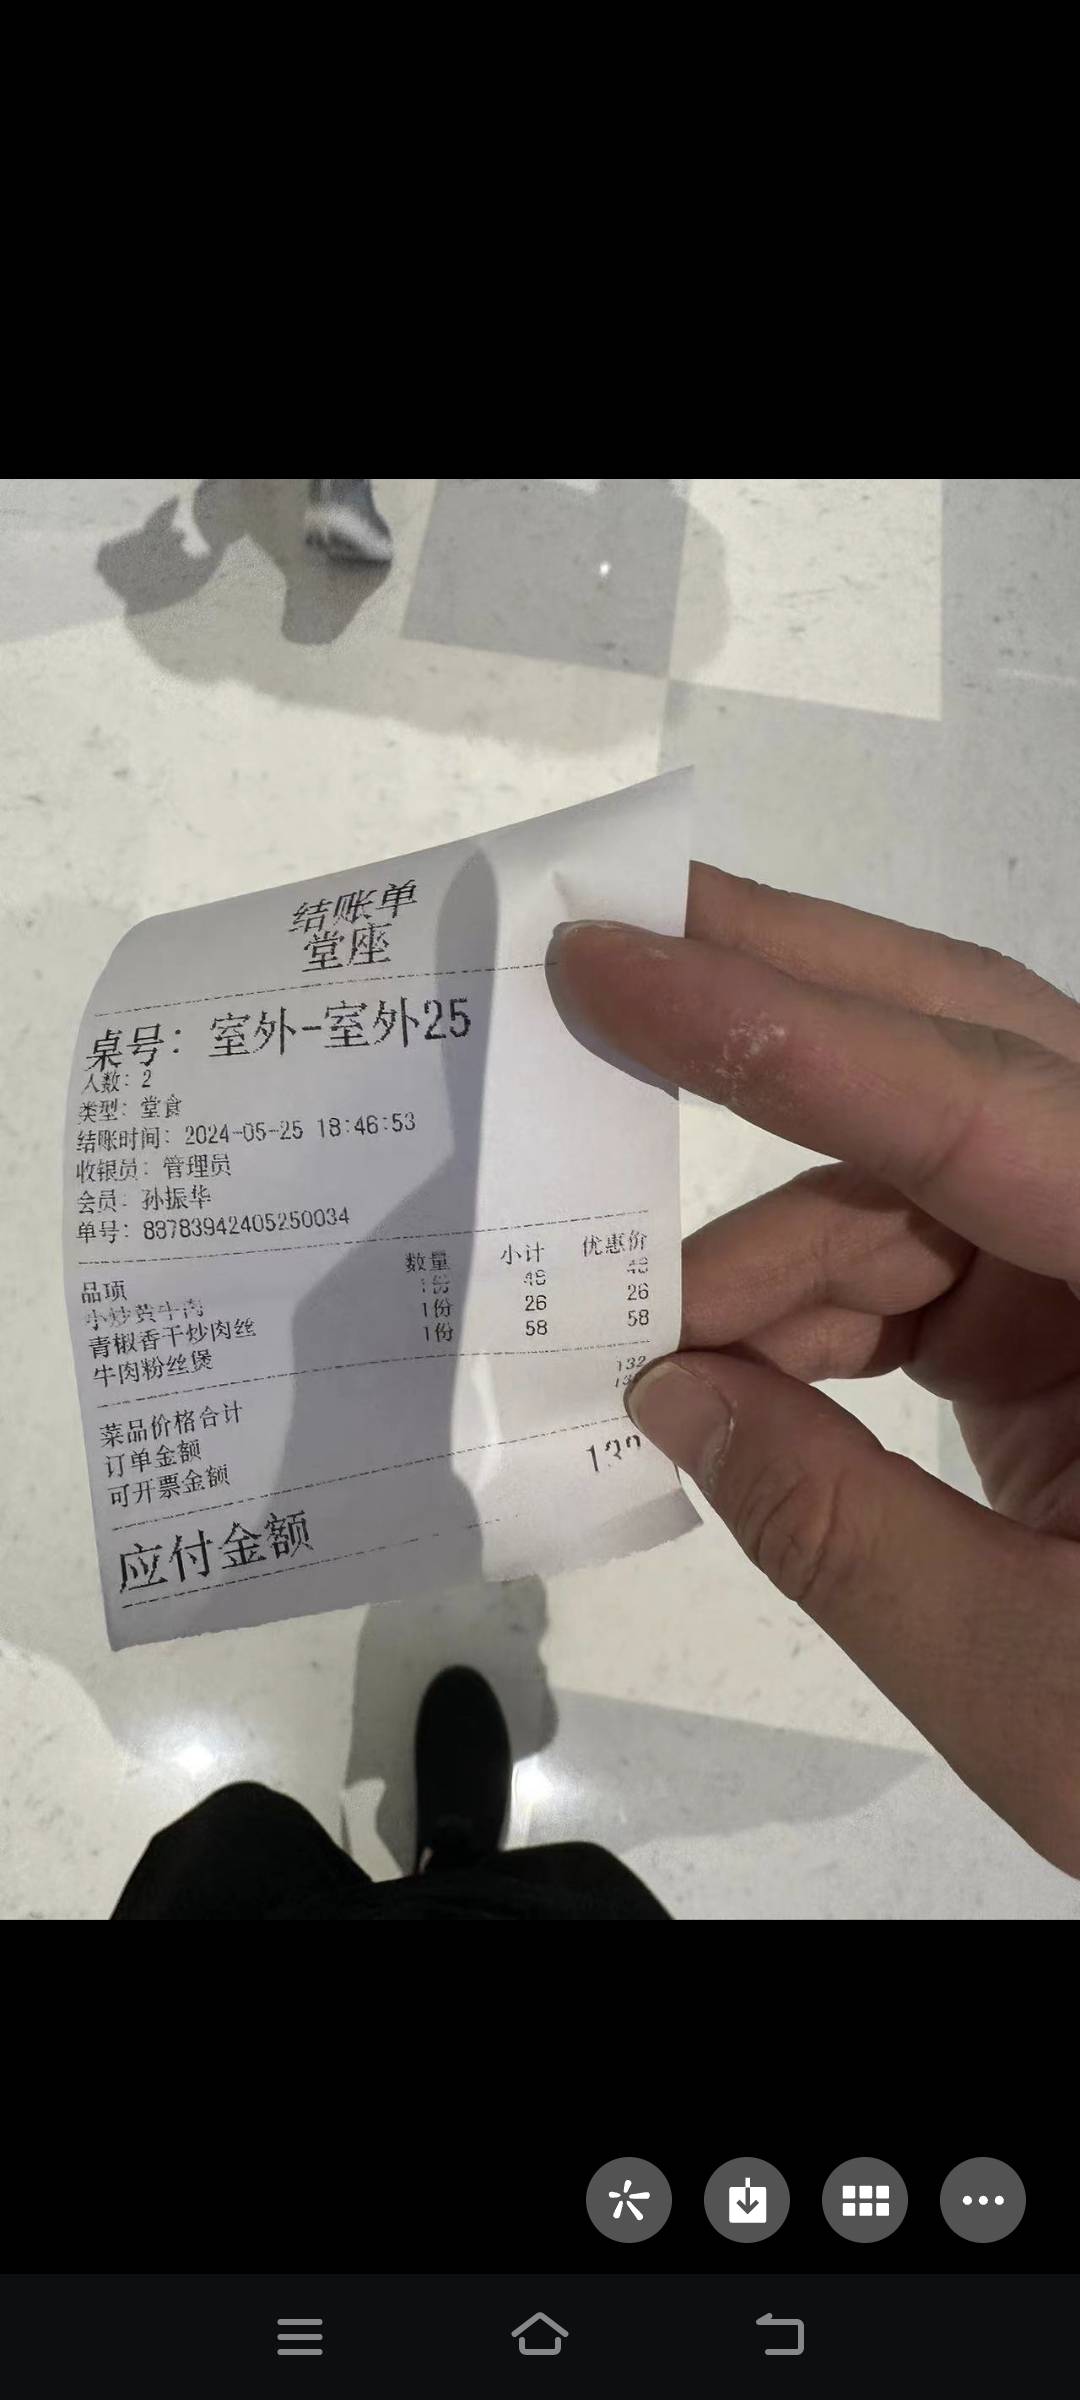 结账单
堂座
桌号: 室外-室外25
人数: 2
类型: 堂食
结账时间: 2024-05-25 18:46:53
收银员: 管理员
会员: 孙振华
单号: 88783942405250034
品项 数量 小计 优惠价
小炒黄牛肉 1份 48 48
青椒香干炒肉丝 1份 26 26
牛肉粉丝煲 1份 58 58
菜品价格合计 132
订单金额
可开票金额
应付金额 132